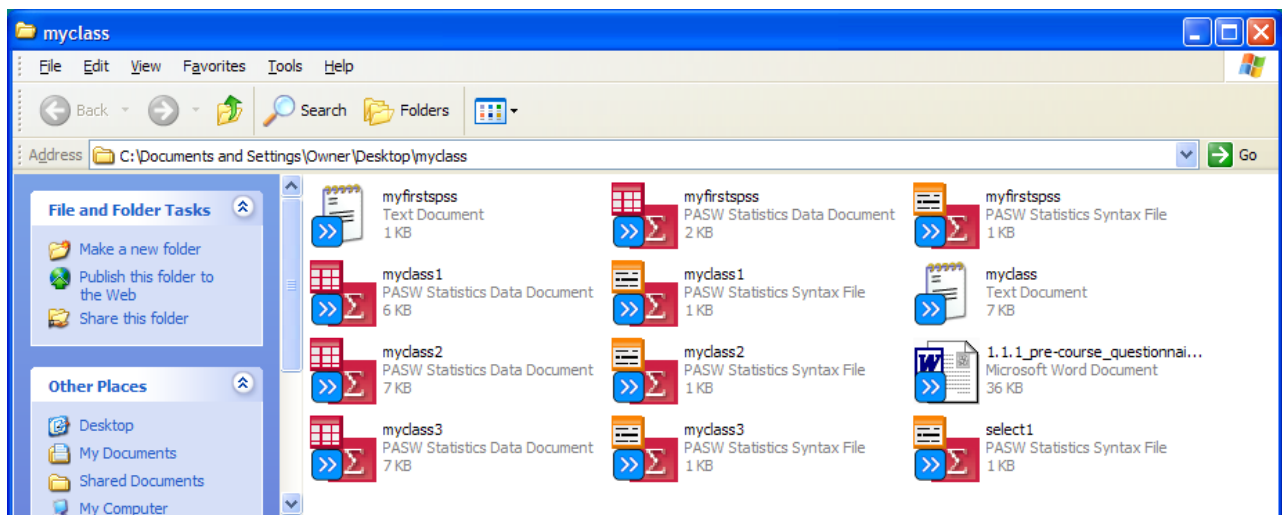 myclass
File Edit View Favorites Tools Help
Back Search Folders
Address C:\Documents and Settings\Owner\Desktop\myclass Go
File and Folder Tasks
Make a new folder
Publish this folder to
the Web
Share this folder
Other Places
Desktop
My Documents
Shared Documents
My Computer
myfirstspss
Text Document
1 KB
myfirstspss
PASW Statistics Data Document
2 KB
myfirstspss
PASW Statistics Syntax File
1 KB
myclass1
PASW Statistics Data Document
6 KB
myclass1
PASW Statistics Syntax File
1 KB
myclass
Text Document
7 KB
myclass2
PASW Statistics Data Document
7 KB
myclass2
PASW Statistics Syntax File
1 KB
1.1.1_pre-course_questionnai...
Microsoft Word Document
36 KB
myclass3
PASW Statistics Data Document
7 KB
myclass3
PASW Statistics Syntax File
1 KB
select1
PASW Statistics Syntax File
1 KB